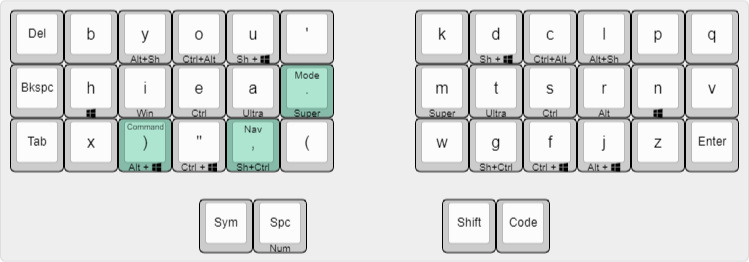 Del b y o u ' k d c l p q
Alt+Sh Ctrl+Alt Sh + Sh + Ctrl+Alt Alt+Sh
Mode
Bkspc h i e a . m t s r n v
Win Ctrl Ultra Super Super Ultra Ctrl Alt
Command Nav
Tab x ) " , ( w g f j z Enter
Alt + Ctrl + Sh+Ctrl Sh+Ctrl Ctrl + Alt +
Sym Spc Shift Code
Num